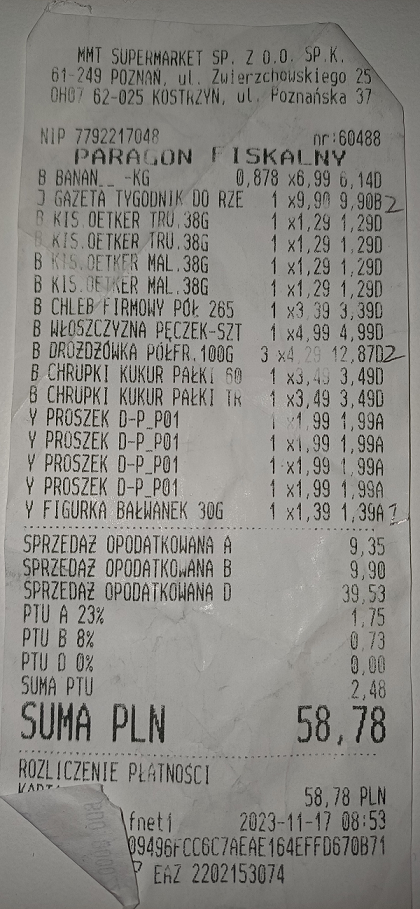 MMT SUPERMARKET SP. Z O.O. SP.K.
61-249 POZNAŃ, ul. Zwierzchowskiego 25
OH07 62-025 KOSTRZYN, ul. Poznańska 37
NIP 7792217048 nr:60488
PARAGON FISKALNY
B BANAN_ _-KG 0,878 x6,99 6,14D
J GAZETA TYGODNIK DO RZE 1 x9,90 9,90B 2
B KIS.OETKER TRU.38G 1 x1,29 1,29D
B KIS.OETKER TRU.38G 1 x1,29 1,29D
B KIS.OETKER MAL.38G 1 x1,29 1,29D
B KIS.OETKER MAL.38G 1 x1,29 1,29D
B CHLEB FIRMOWY PÓŁ 265 1 x3,39 3,39D
B WŁOSZCZYZNA PĘCZEK-SZT 1 x4,99 4,99D
B DROŻDŻÓWKA PÓŁFR.100G 3 x4,29 12,87D 2
B CHRUPKI KUKUR PAŁKI 60 1 x3,49 3,49D
B CHRUPKI KUKUR PAŁKI TR 1 x3,49 3,49D
Y PROSZEK D-P_P01 1 x1,99 1,99A
Y PROSZEK D-P_P01 1 x1,99 1,99A
Y PROSZEK D-P_P01 1 x1,99 1,99A
Y PROSZEK D-P_P01 1 x1,99 1,99A
Y FIGURKA BAŁWANEK 30G 1 x1,39 1,39A
SPRZEDAŻ OPODATKOWANA A 9,35
SPRZEDAŻ OPODATKOWANA B 9,90
SPRZEDAŻ OPODATKOWANA D 39,53
PTU A 23% 1,75
PTU B 8% 0,73
PTU D 0% 0,00
SUMA PTU 2,48
SUMA PLN 58,78
ROZLICZENIE PŁATNOŚCI
58,78 PLN
fneti 2023-11-17 08:53
09496FCC6C7AEAE164EFFD670B71
EAZ 2202153074